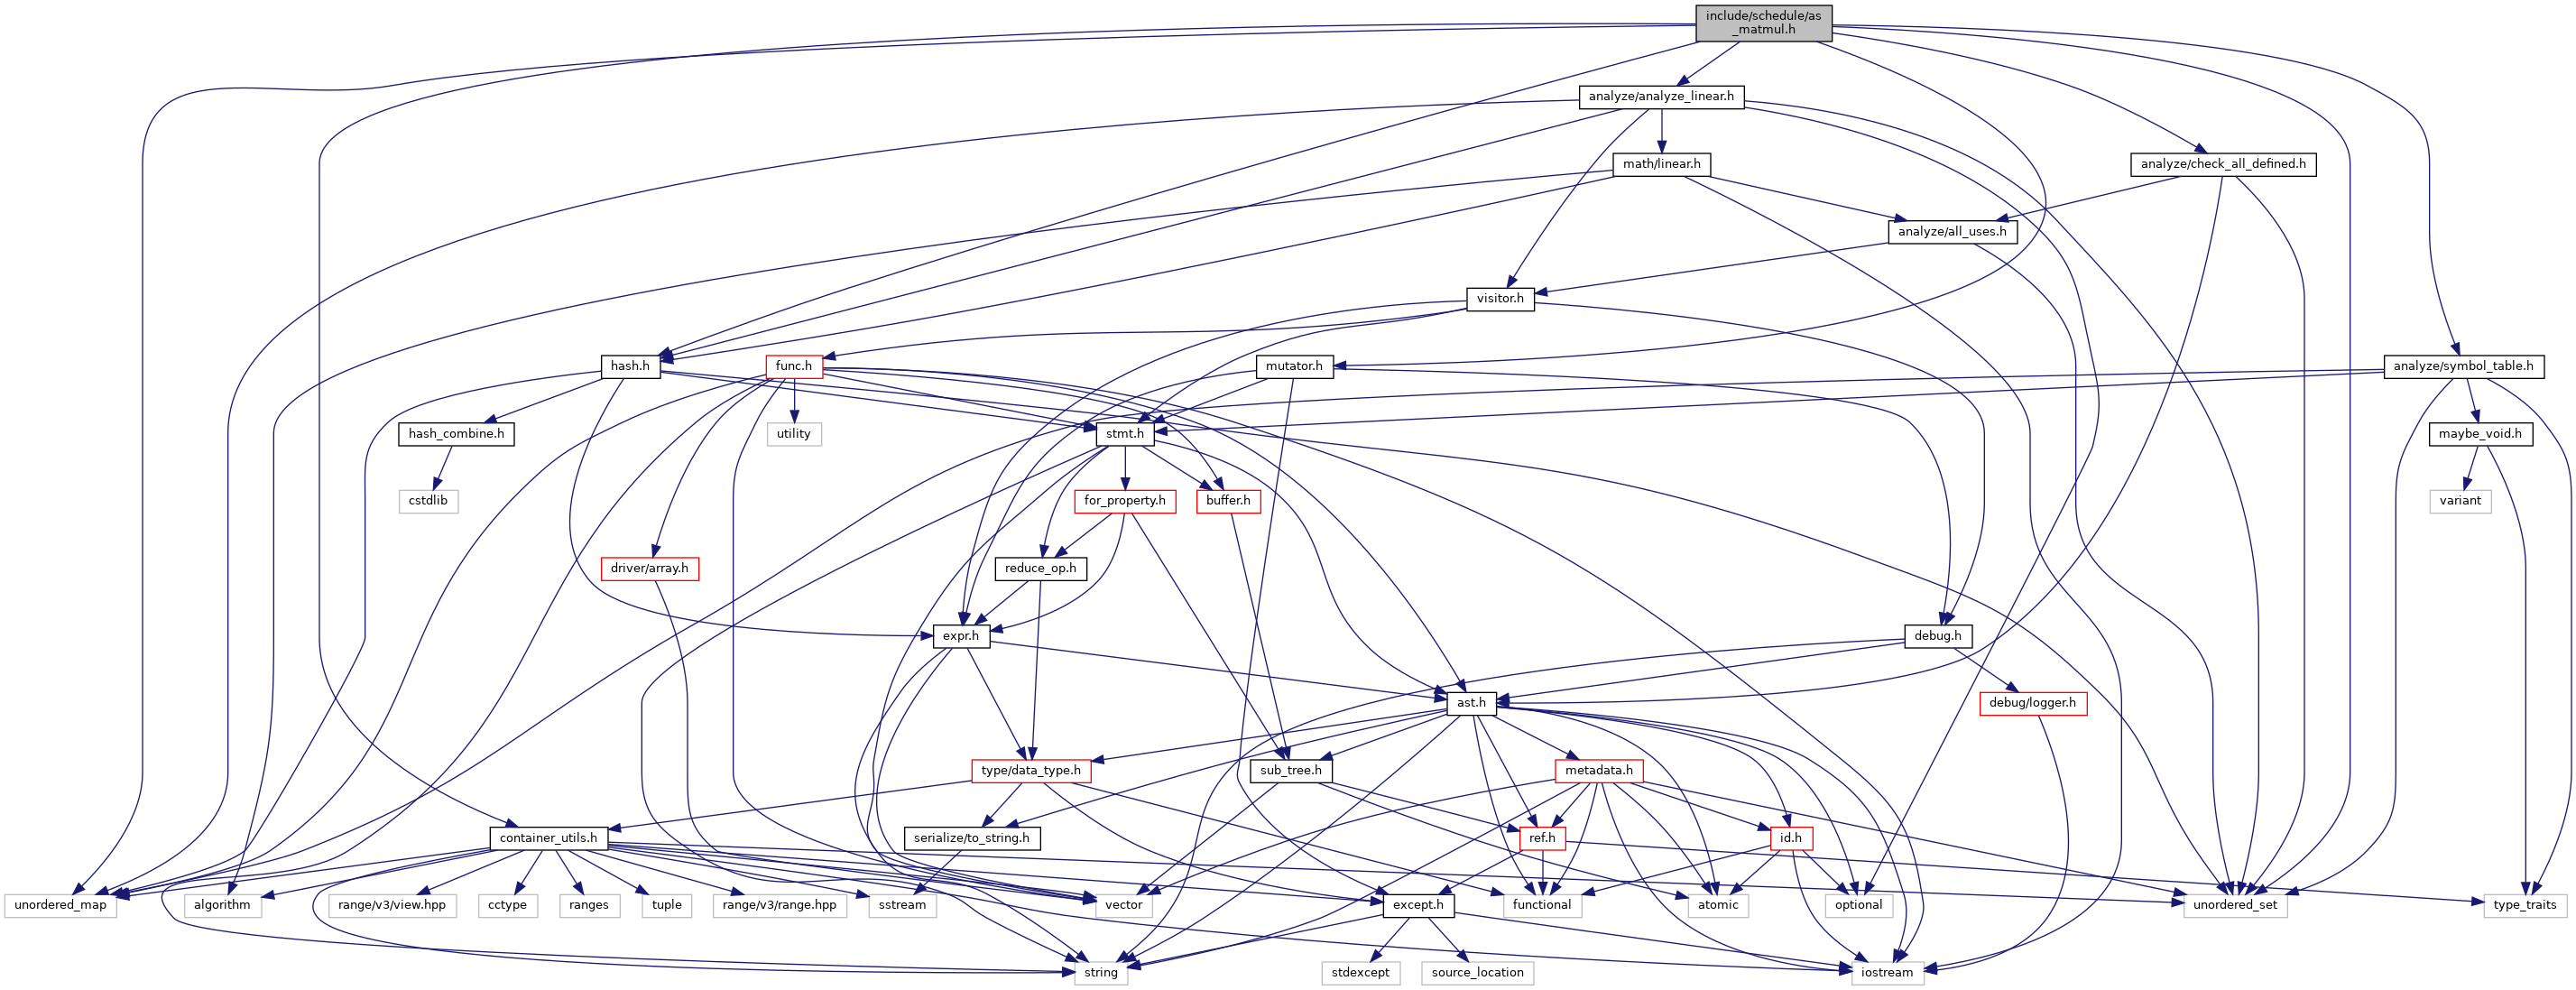 include/schedule/as
_matmul.h
analyze/analyze_linear.h
math/linear.h
analyze/check_all_defined.h
analyze/all_uses.h
visitor.h
hash.h
func.h
mutator.h
analyze/symbol_table.h
hash_combine.h
utility
stmt.h
maybe_void.h
cstdlib
for_property.h
buffer.h
variant
driver/array.h
reduce_op.h
expr.h
debug.h
ast.h
debug/logger.h
type/data_type.h
sub_tree.h
metadata.h
container_utils.h
serialize/to_string.h
ref.h
id.h
unordered_map
algorithm
range/v3/view.hpp
cctype
ranges
tuple
range/v3/range.hpp
sstream
vector
except.h
functional
atomic
optional
unordered_set
type_traits
string
stdexcept
source_location
iostream